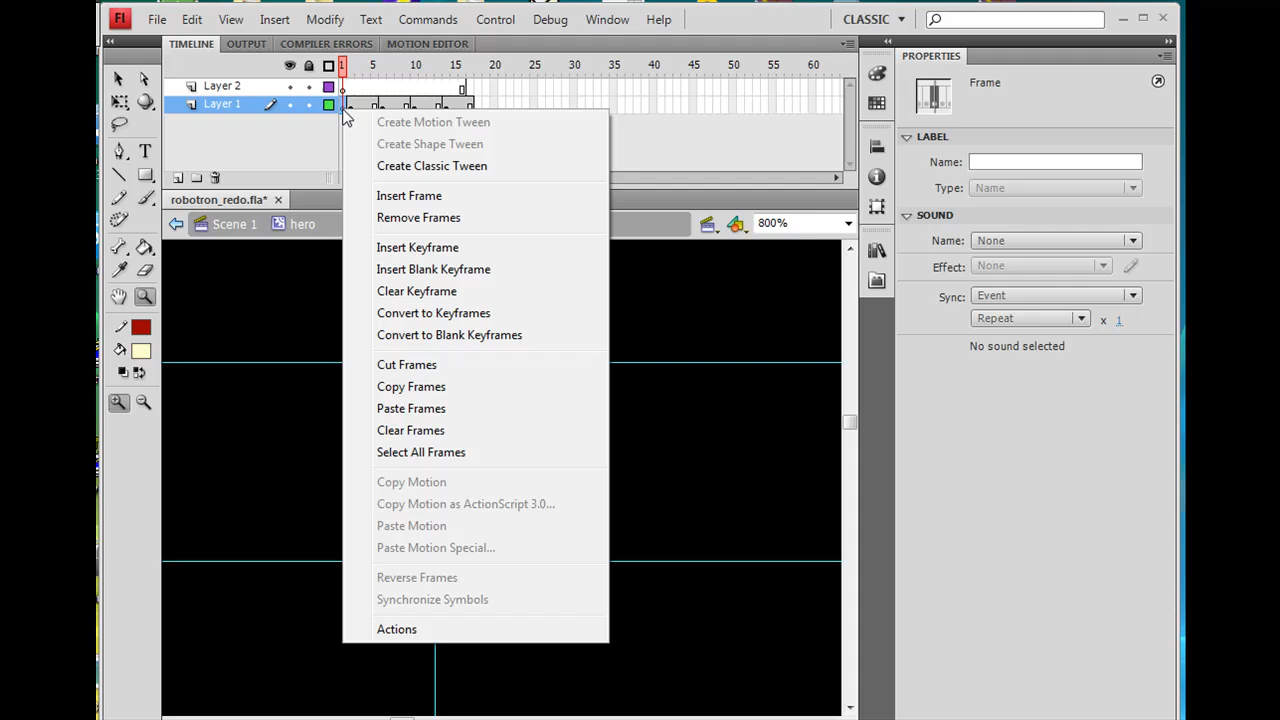 Fl File Edit View Insert Modify Text Commands Control Debug Window Help CLASSIC
TIMELINE OUTPUT COMPILER ERRORS MOTION EDITOR
1 5 10 15 20 25 30 35 40 45 50 55 60
Layer 2
Layer 1
robotron_redo.fla*
Scene 1 hero 800%
Create Motion Tween
Create Shape Tween
Create Classic Tween
Insert Frame
Remove Frames
Insert Keyframe
Insert Blank Keyframe
Clear Keyframe
Convert to Keyframes
Convert to Blank Keyframes
Cut Frames
Copy Frames
Paste Frames
Clear Frames
Select All Frames
Copy Motion
Copy Motion as ActionScript 3.0...
Paste Motion
Paste Motion Special...
Reverse Frames
Synchronize Symbols
Actions
PROPERTIES
Frame
LABEL
Name:
Type: Name
SOUND
Name: None
Effect: None
Sync: Event
Repeat x 1
No sound selected